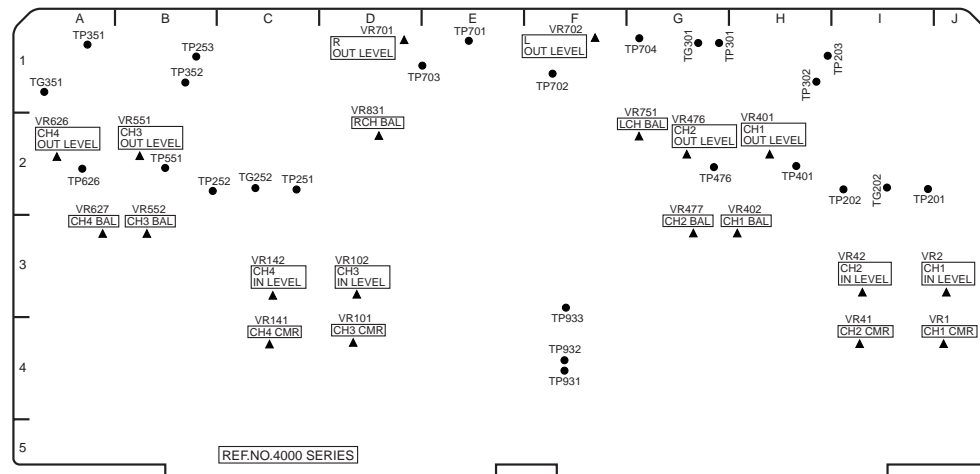 A B C D E F G H I J
1
TP351
TP253
TP352
TG351
VR701
R
OUT LEVEL
TP703
TP701
VR702
L
OUT LEVEL
TP702
TP704
TG301
TP301
TP203
TP302
2
VR626
CH4
OUT LEVEL
TP626
VR551
CH3
OUT LEVEL
TP551
TP252
TG252
TP251
VR831
RCH BAL
VR751
LCH BAL
VR476
CH2
OUT LEVEL
TP476
VR401
CH1
OUT LEVEL
TP401
TP202
TG202
TP201
3
VR627
CH4 BAL
VR552
CH3 BAL
VR477
CH2 BAL
VR402
CH1 BAL
VR142
CH4
IN LEVEL
VR102
CH3
IN LEVEL
VR42
CH2
IN LEVEL
VR2
CH1
IN LEVEL
TP933
4
VR141
CH4 CMR
VR101
CH3 CMR
TP932
TP931
VR41
CH2 CMR
VR1
CH1 CMR
5
REF.NO.4000 SERIES